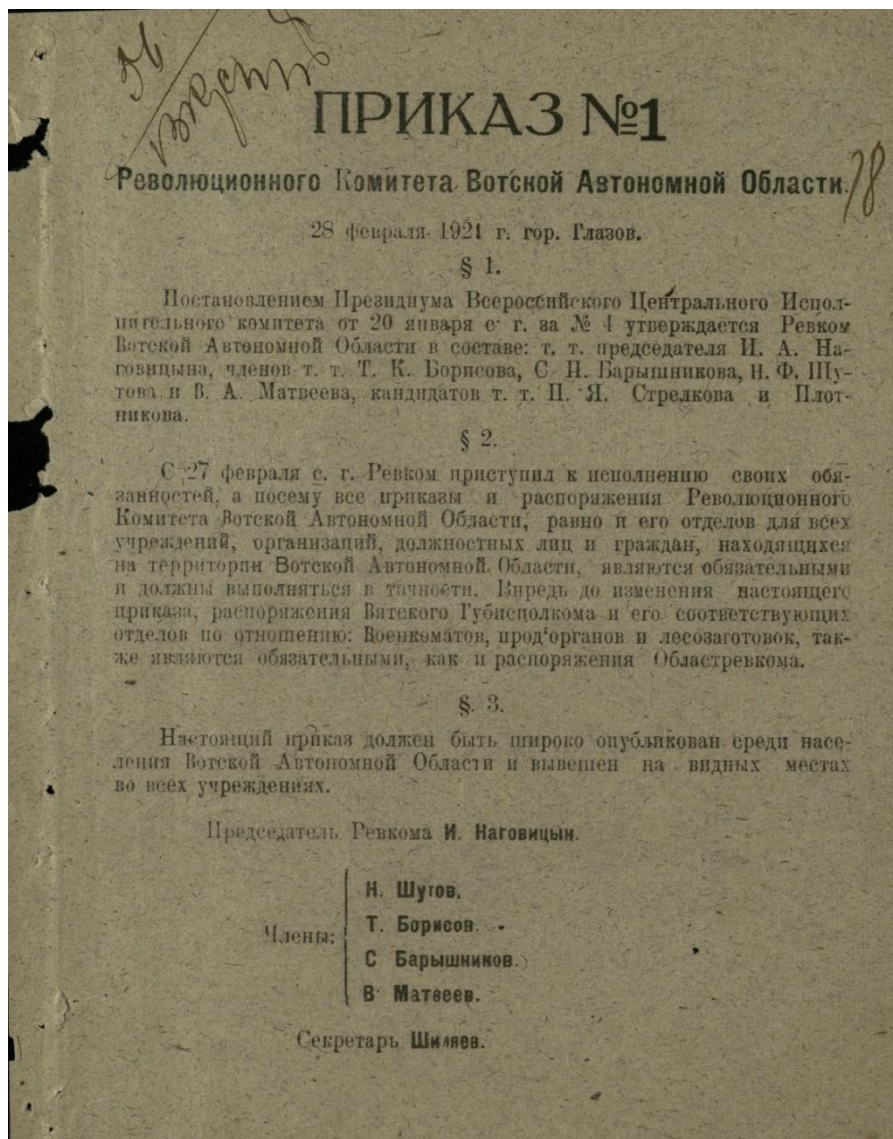 ПРИКАЗ №1
Революционного Комитета Вотской Автономной Области.
78
28 февраля 1921 г. гор. Глазов.
§ 1.
Постановлением Президиума Всероссийского Центрального Испол-
нительного комитета от 20 января с г. за № 4 утверждается Ревком
Вотской Автономной Области в составе: т. т. председателя И. А. На-
говицына, членов т. т. Т. К. Борисова, С П. Барышникова, Н. Ф. Шу-
това и В. А. Матвеева, кандидатов т. т. П. Я. Стрелкова и Плот-
никова.
§ 2.
С 27 февраля с. г. Ревком приступил к исполнению своих обя-
занностей, а посему все приказы и распоряжения Революционного
Комитета Вотской Автономной Области, равно и его отделов для всех
учреждений, организаций, должностных лиц и граждан, находящихся
на территории Вотской Автономной Области, являются обязательными
и должны выполняться в точности. Впредь до изменения настоящего
приказа, распоряжения Вятского Губисполкома и его соответствующих
отделов по отношению: Военкоматов, прод'органов и лесозаготовок, так-
же являются обязательными, как и распоряжения Областревкома.
§. 3.
Настоящий приказ должен быть широко опубликован среди насе-
ления Вотской Автономной Области и вывешен на видных местах
во всех учреждениях.
Председатель Ревкома И. Наговицын.
Члены:
Н. Шутов.
Т. Борисов.
С Барышников.
В Матвеев.
Секретарь Шиляев.